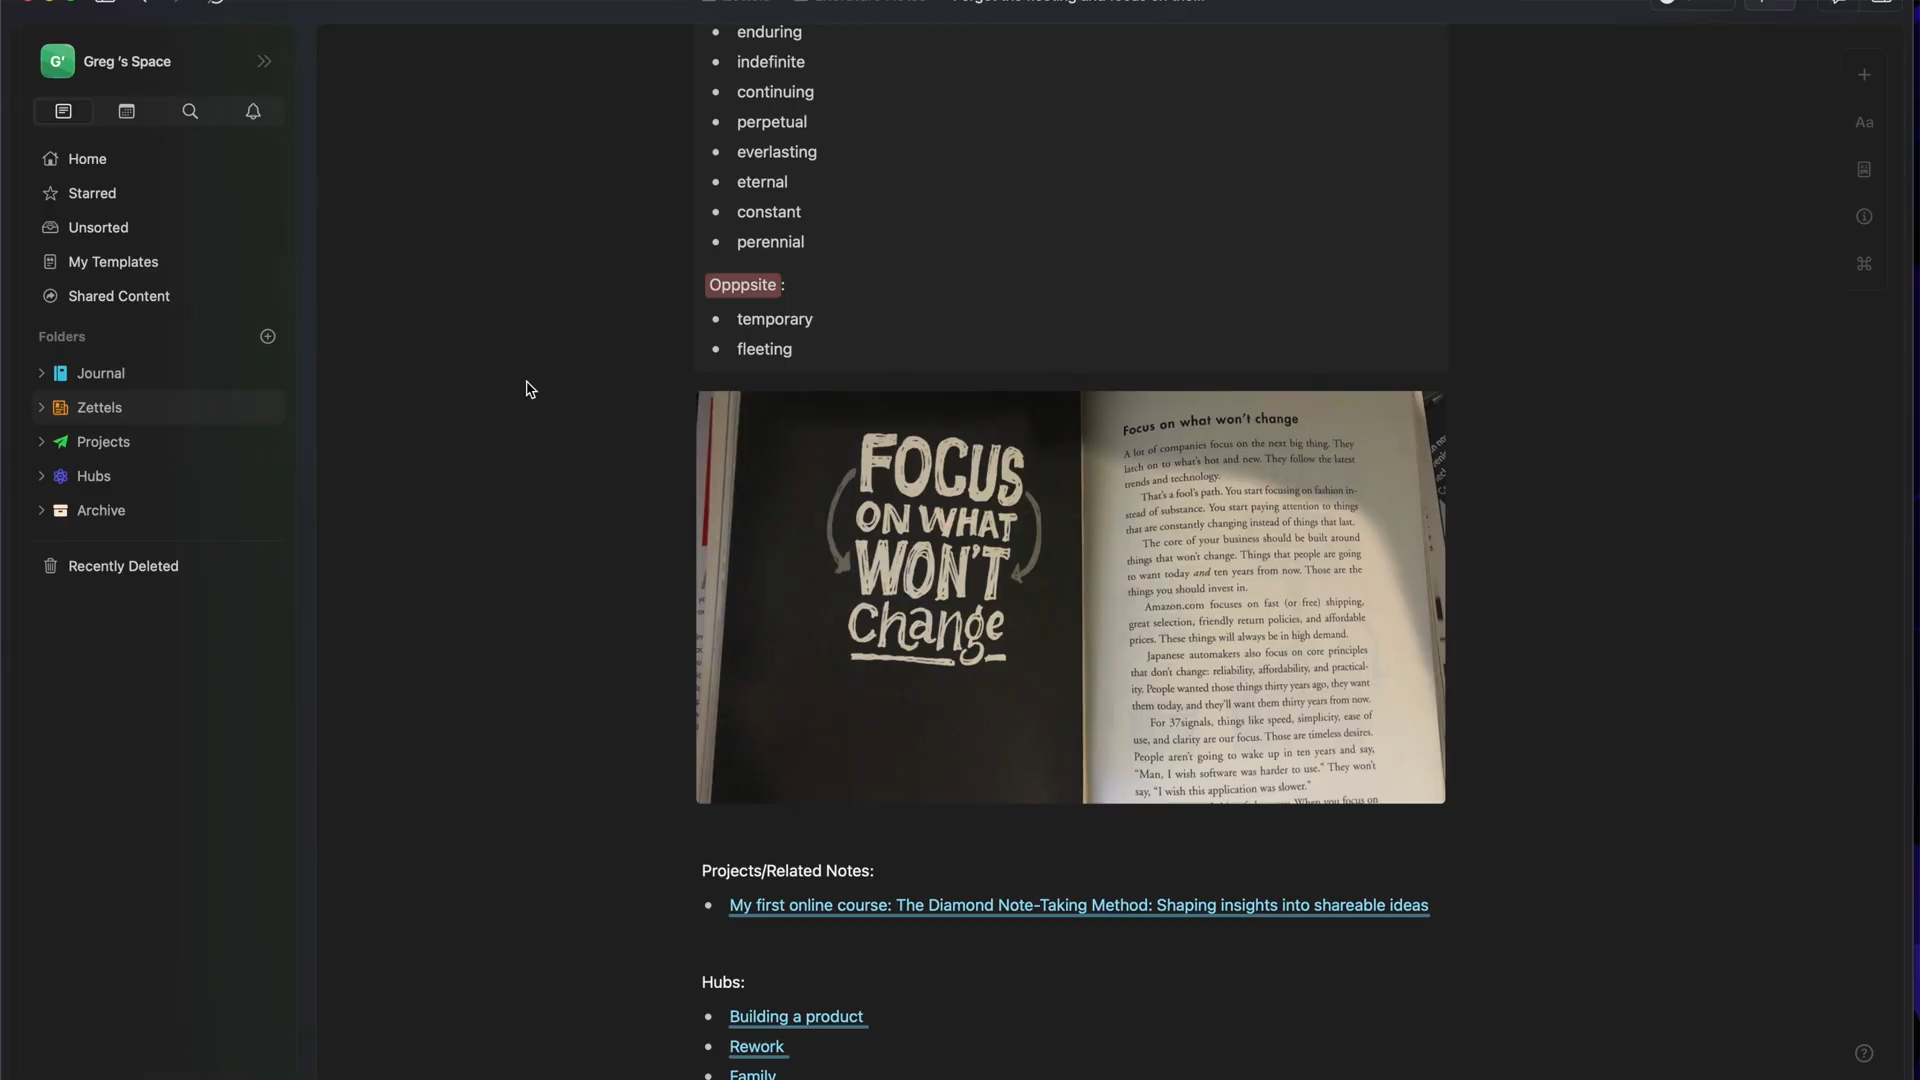 G'
Greg 's Space
Home
Starred
Unsorted
My Templates
Shared Content
Folders
Journal
Zettels
Projects
Hubs
Archive
Recently Deleted
enduring
indefinite
continuing
perpetual
everlasting
eternal
constant
perennial
Opppsite :
temporary
fleeting
FOCUS
ON WHAT
WON'T
Change
Focus on what won't change
A lot of companies focus on the next big thing. They
latch on to what's hot and new. They follow the latest
trends and technology.
That's a fool's path. You start focusing on fashion in-
stead of substance. You start paying attention to things
that are constantly changing instead of things that last.
The core of your business should be built around
things that won't change. Things that people are going
to want today and ten years from now. Those are the
things you should invest in.
Amazon.com focuses on fast (or free) shipping,
great selection, friendly return policies, and affordable
prices. These things will always be in high demand.
Japanese automakers also focus on core principles
that don't change: reliability, affordability, and practical-
ity. People wanted those things thirty years ago, they want
them today, and they'll want them thirty years from now.
For 37signals, things like speed, simplicity, ease of
use, and clarity are our focus. Those are timeless desires.
People aren't going to wake up in ten years and say,
"Man, I wish software was harder to use." They won't
say, "I wish this application was slower."
When you focus on
Projects/Related Notes:
My first online course: The Diamond Note-Taking Method: Shaping insights into shareable ideas
Hubs:
Building a product
Rework
Family
Aa